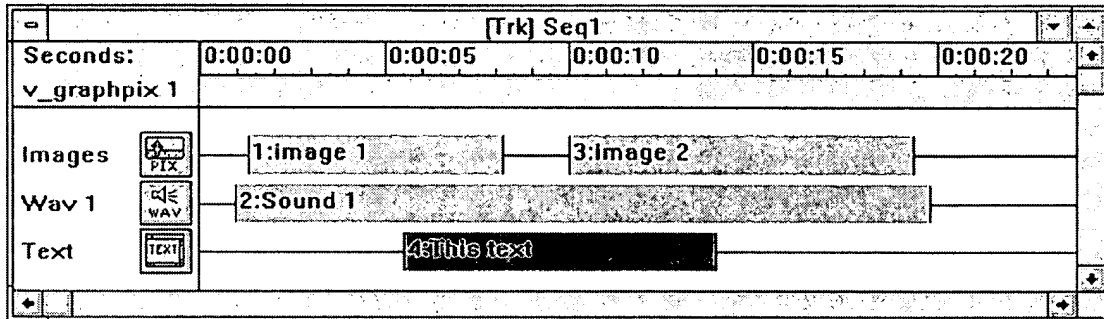 [Trk] Seq1
Seconds: 0:00:00 0:00:05 0:00:10 0:00:15 0:00:20
v_graphpix 1
Images PIX 1:Image 1 3:Image 2
Wav 1 WAV 2:Sound 1
Text TEXT 4:This text